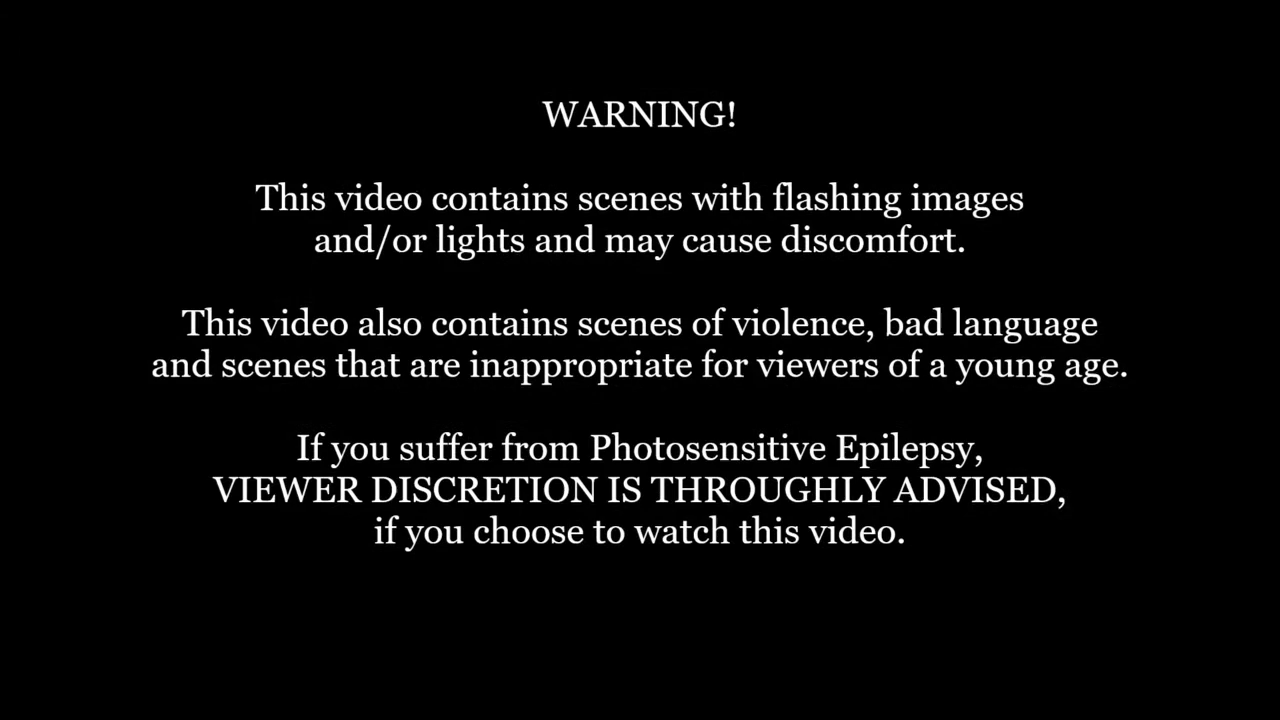 WARNING!
This video contains scenes with flashing images
and/or lights and may cause discomfort.
This video also contains scenes of violence, bad language
and scenes that are inappropriate for viewers of a young age.
If you suffer from Photosensitive Epilepsy,
VIEWER DISCRETION IS THROUGHLY ADVISED,
if you choose to watch this video.